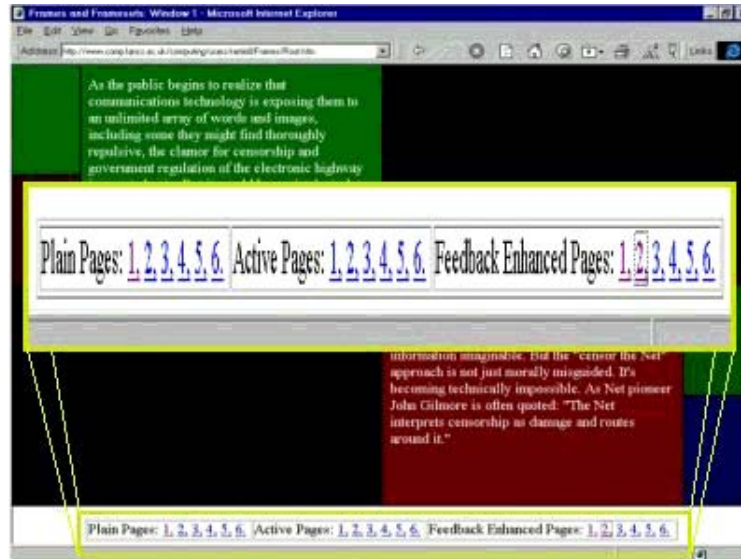 Frames and Framesets: Window 1 - Microsoft Internet Explorer
File Edit View Go Favorites Help
Address Links
As the public begins to realize that
communications technology is exposing them to
an unlimited array of words and images,
including some they might find thoroughly
repulsive, the clamor for censorship and
government regulation of the electronic highway
Plain Pages: 1, 2, 3, 4, 5, 6. Active Pages: 1, 2, 3, 4, 5, 6. Feedback Enhanced Pages: 1, 2, 3, 4, 5, 6.
information imaginable. But the "censor the Net"
approach is not just morally misguided. It's
becoming technically impossible. As Net pioneer
John Gilmore is often quoted: "The Net
interprets censorship as damage and routes
around it."
Plain Pages: 1, 2, 3, 4, 5, 6. Active Pages: 1, 2, 3, 4, 5, 6. Feedback Enhanced Pages: 1, 2, 3, 4, 5, 6.